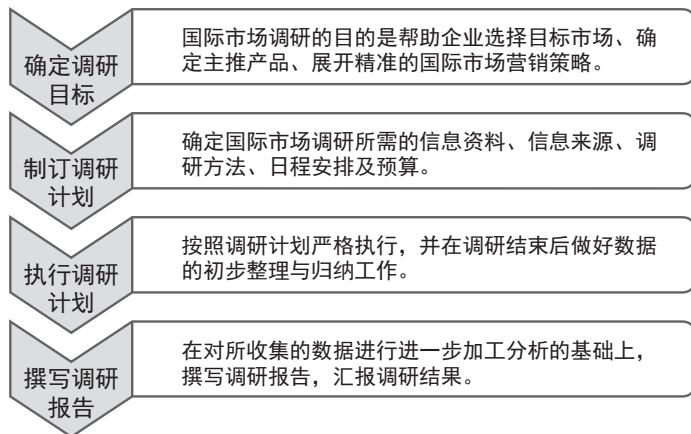 确定调研
目标
国际市场调研的目的是帮助企业选择目标市场、确
定主推产品、展开精准的国际市场营销策略。
制订调研
计划
确定国际市场调研所需的信息资料、信息来源、调
研方法、日程安排及预算。
执行调研
计划
按照调研计划严格执行，并在调研结束后做好数据
的初步整理与归纳工作。
撰写调研
报告
在对所收集的数据进行进一步加工分析的基础上，
撰写调研报告，汇报调研结果。